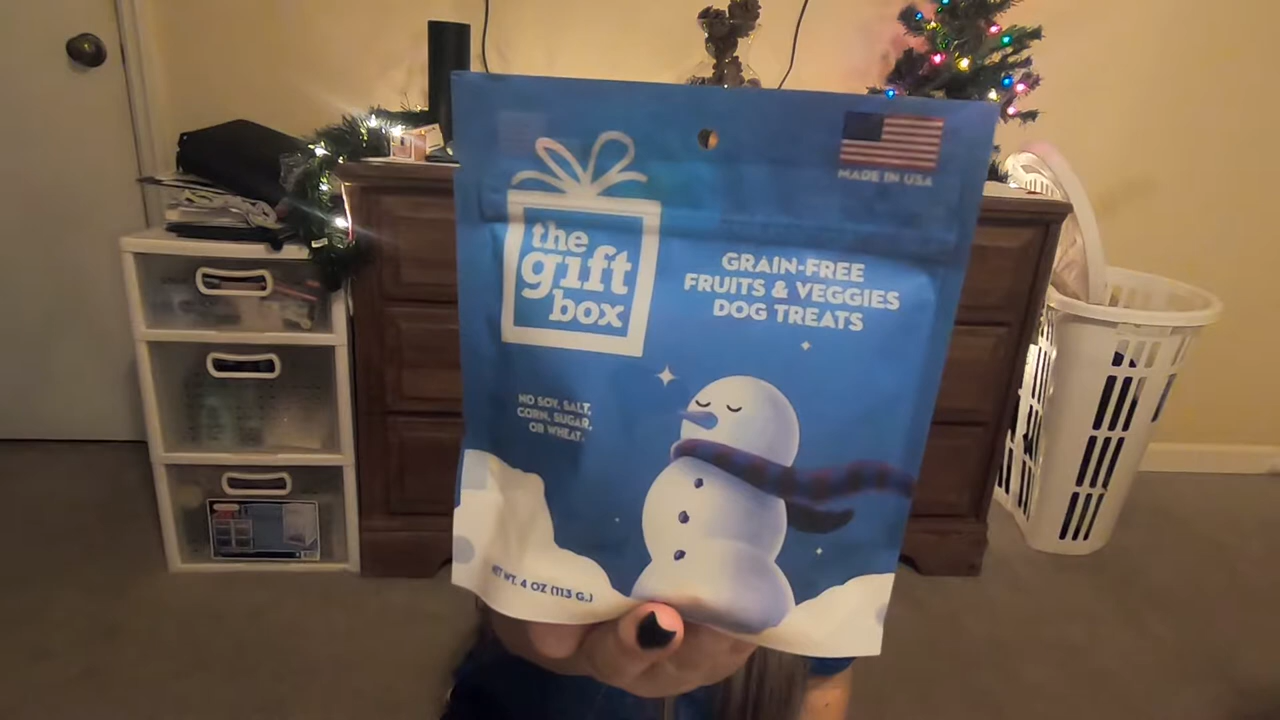 MADE IN USA
the
gift
box
GRAIN-FREE
FRUITS & VEGGIES
DOG TREATS
NO SOY, SALT,
CORN, SUGAR,
OR WHEAT.
NET WT. 4 OZ (113 G.)